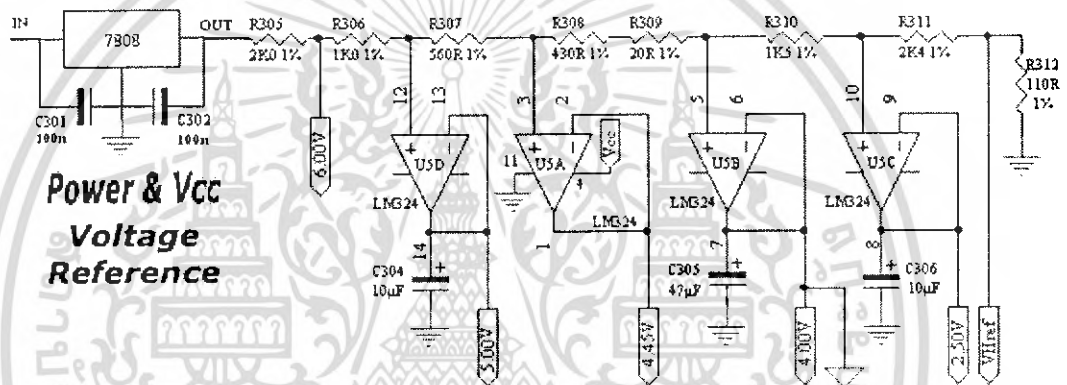 IN
7808
OUT
R305
2K0 1%
R306
1K0 1%
R307
560R 1%
R308
430R 1%
R309
20R 1%
R310
1K5 1%
R311
2K4 1%
R312
110R
1%
C301
100n
C302
100n
6.00V
12
13
3
2
5
6
10
9
Vcc
11
4
U5D
U5A
U5B
U5C
LM324
LM324
LM324
LM324
14
1
7
8
C304
10µF
C305
47µF
C306
10µF
5.00V
4.45V
4.00V
2.50V
VHref
Power & Vcc
Voltage
Reference